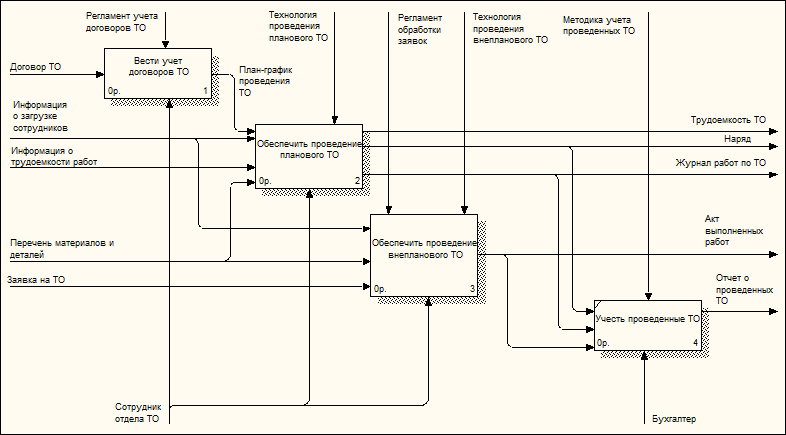 Регламент учета
договоров ТО
Технология
проведения
планового ТО
Регламент
обработки
заявок
Технология
проведения
внепланового ТО
Методика учета
проведенных ТО
Договор ТО
Вести учет
договоров ТО
0р.
1
План-график
проведения
ТО
Информация
о загрузке
сотрудников
Информация о
трудоемкости работ
Обеспечить проведение
планового ТО
0р.
2
Трудоемкость ТО
Наряд
Журнал работ по ТО
Перечень материалов и
деталей
Заявка на ТО
Обеспечить проведение
внепланового ТО
0р.
3
Акт
выполненных
работ
Отчет о
проведенных
ТО
Учесть проведенные ТО
0р.
4
Сотрудник
отдела ТО
Бухгалтер